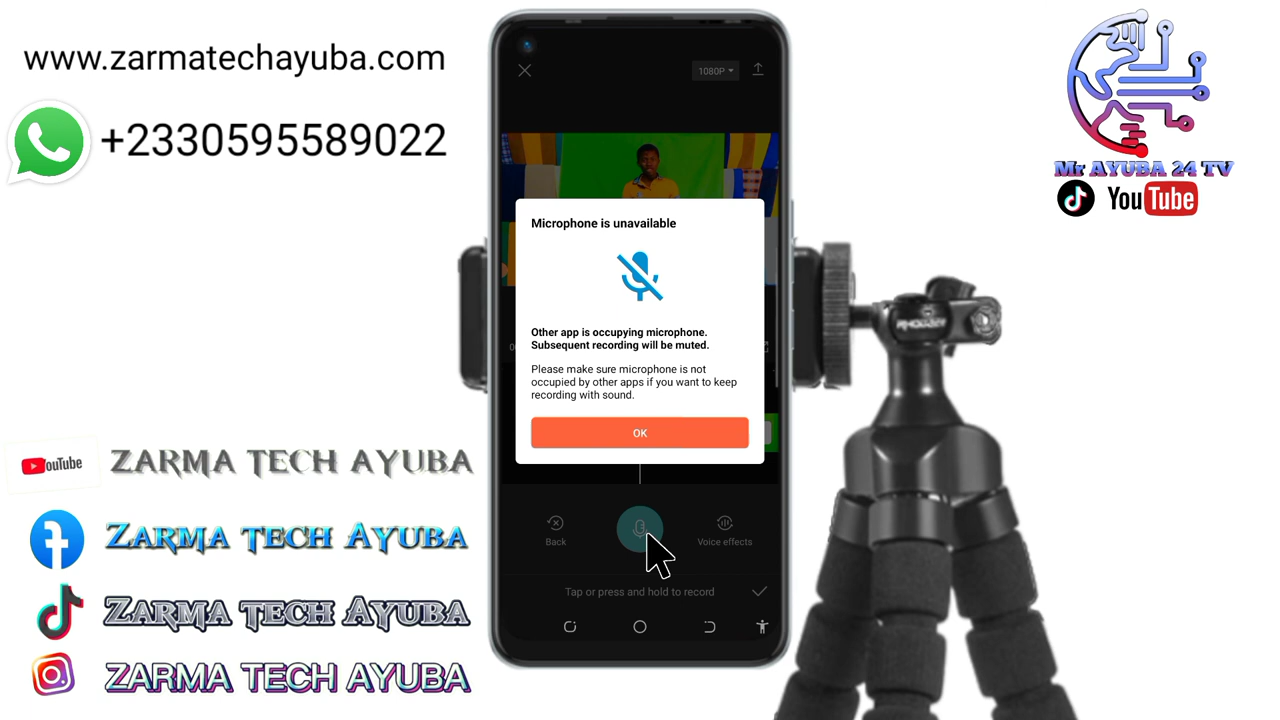 www.zarmatechayuba.com
+2330595589022
Mr AYUBA 24 TV
YouTube
1080P
Microphone is unavailable
Other app is occupying microphone.
Subsequent recording will be muted.
Please make sure microphone is not
occupied by other apps if you want to keep
recording with sound.
OK
Back
Voice effects
Tap or press and hold to record
ouTube
ZARMA TECH AYUBA
ZARMA TECH AYUBA
ZARMA TECH AYUBA
ZARMA TECH AYUBA